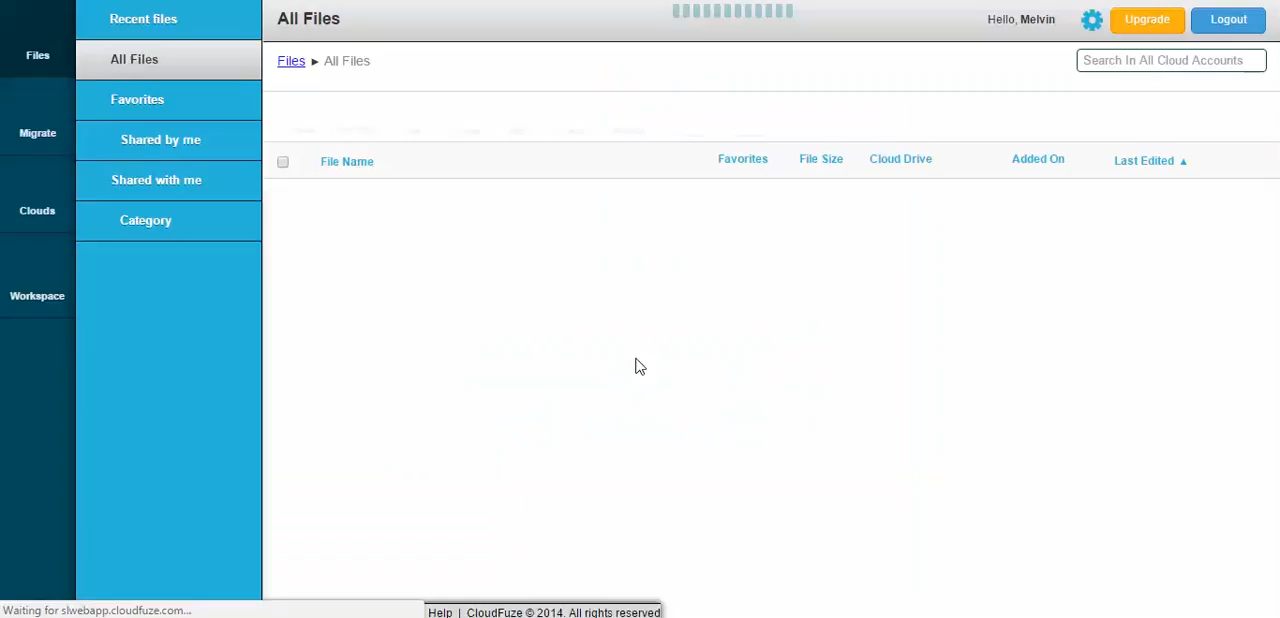 Recent files
All Files
Hello, Melvin
Upgrade
Logout
Files
All Files
Files ► All Files
Search In All Cloud Accounts
Favorites
Migrate
Shared by me
File Name
Favorites
File Size
Cloud Drive
Added On
Last Edited ▲
Shared with me
Clouds
Category
Workspace
Waiting for slwebapp.cloudfuze.com...
Help | CloudFuze © 2014. All rights reserved